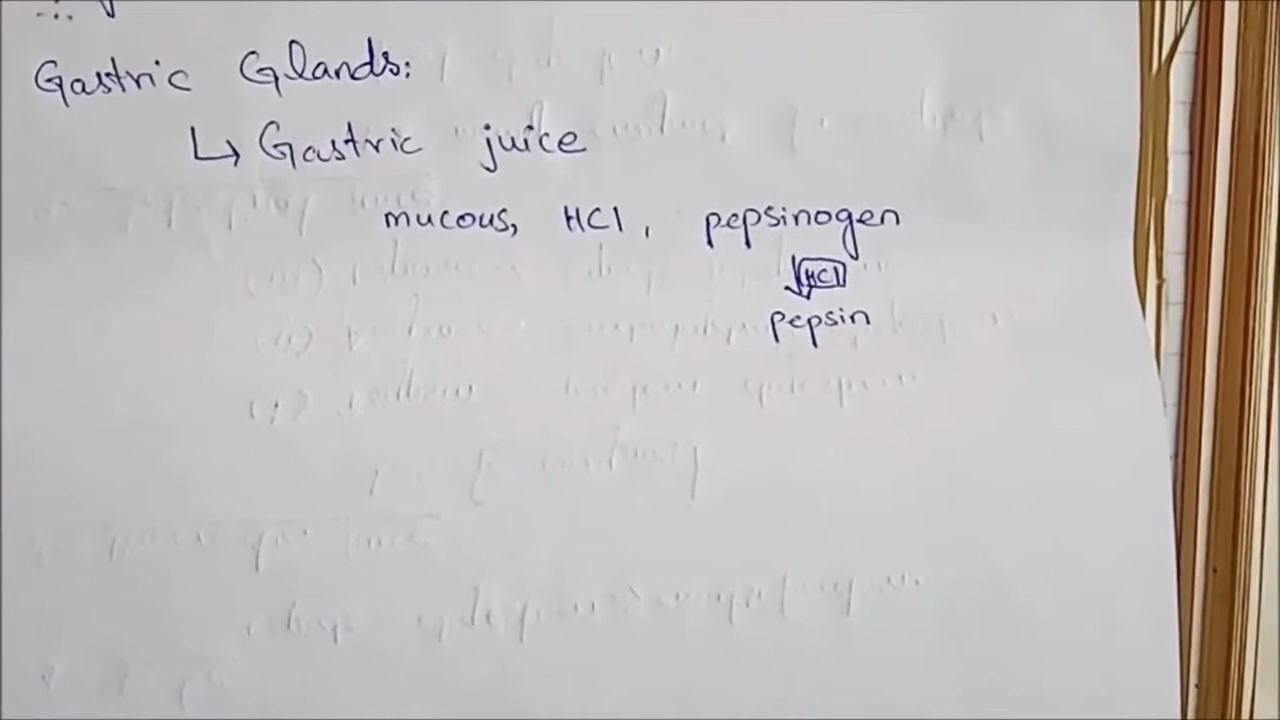 Gastric Glands:
↳ Gastric juice
mucous, HCl, pepsinogen
↓ HCl
pepsin